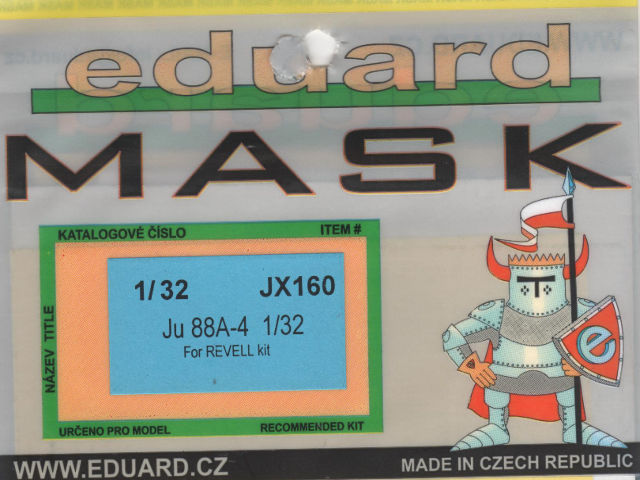 eduard
MASK
KATALOGOVÉ ČÍSLO ITEM #
1/32 JX160
Ju 88A-4 1/32
For REVELL kit
NÁZEV TITLE
URČENO PRO MODEL RECOMMENDED KIT
e
WWW.EDUARD.CZ MADE IN CZECH REPUBLIC